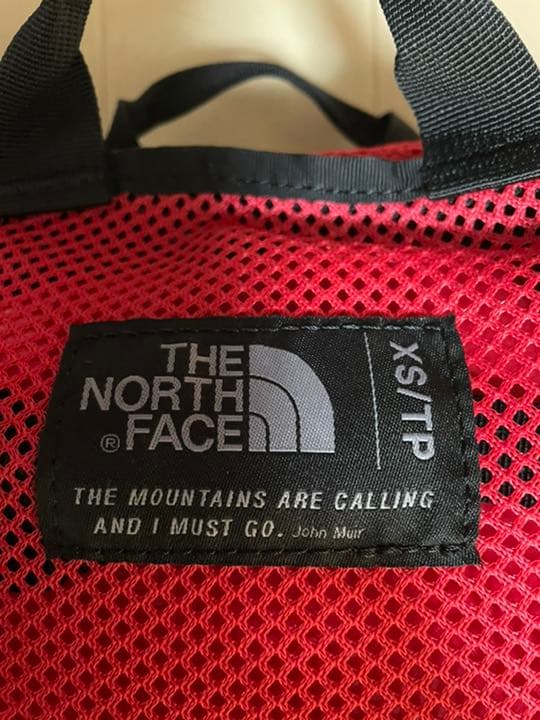 THE
NORTH
® FACE
XS/TP
THE MOUNTAINS ARE CALLING
AND I MUST GO. John Muir